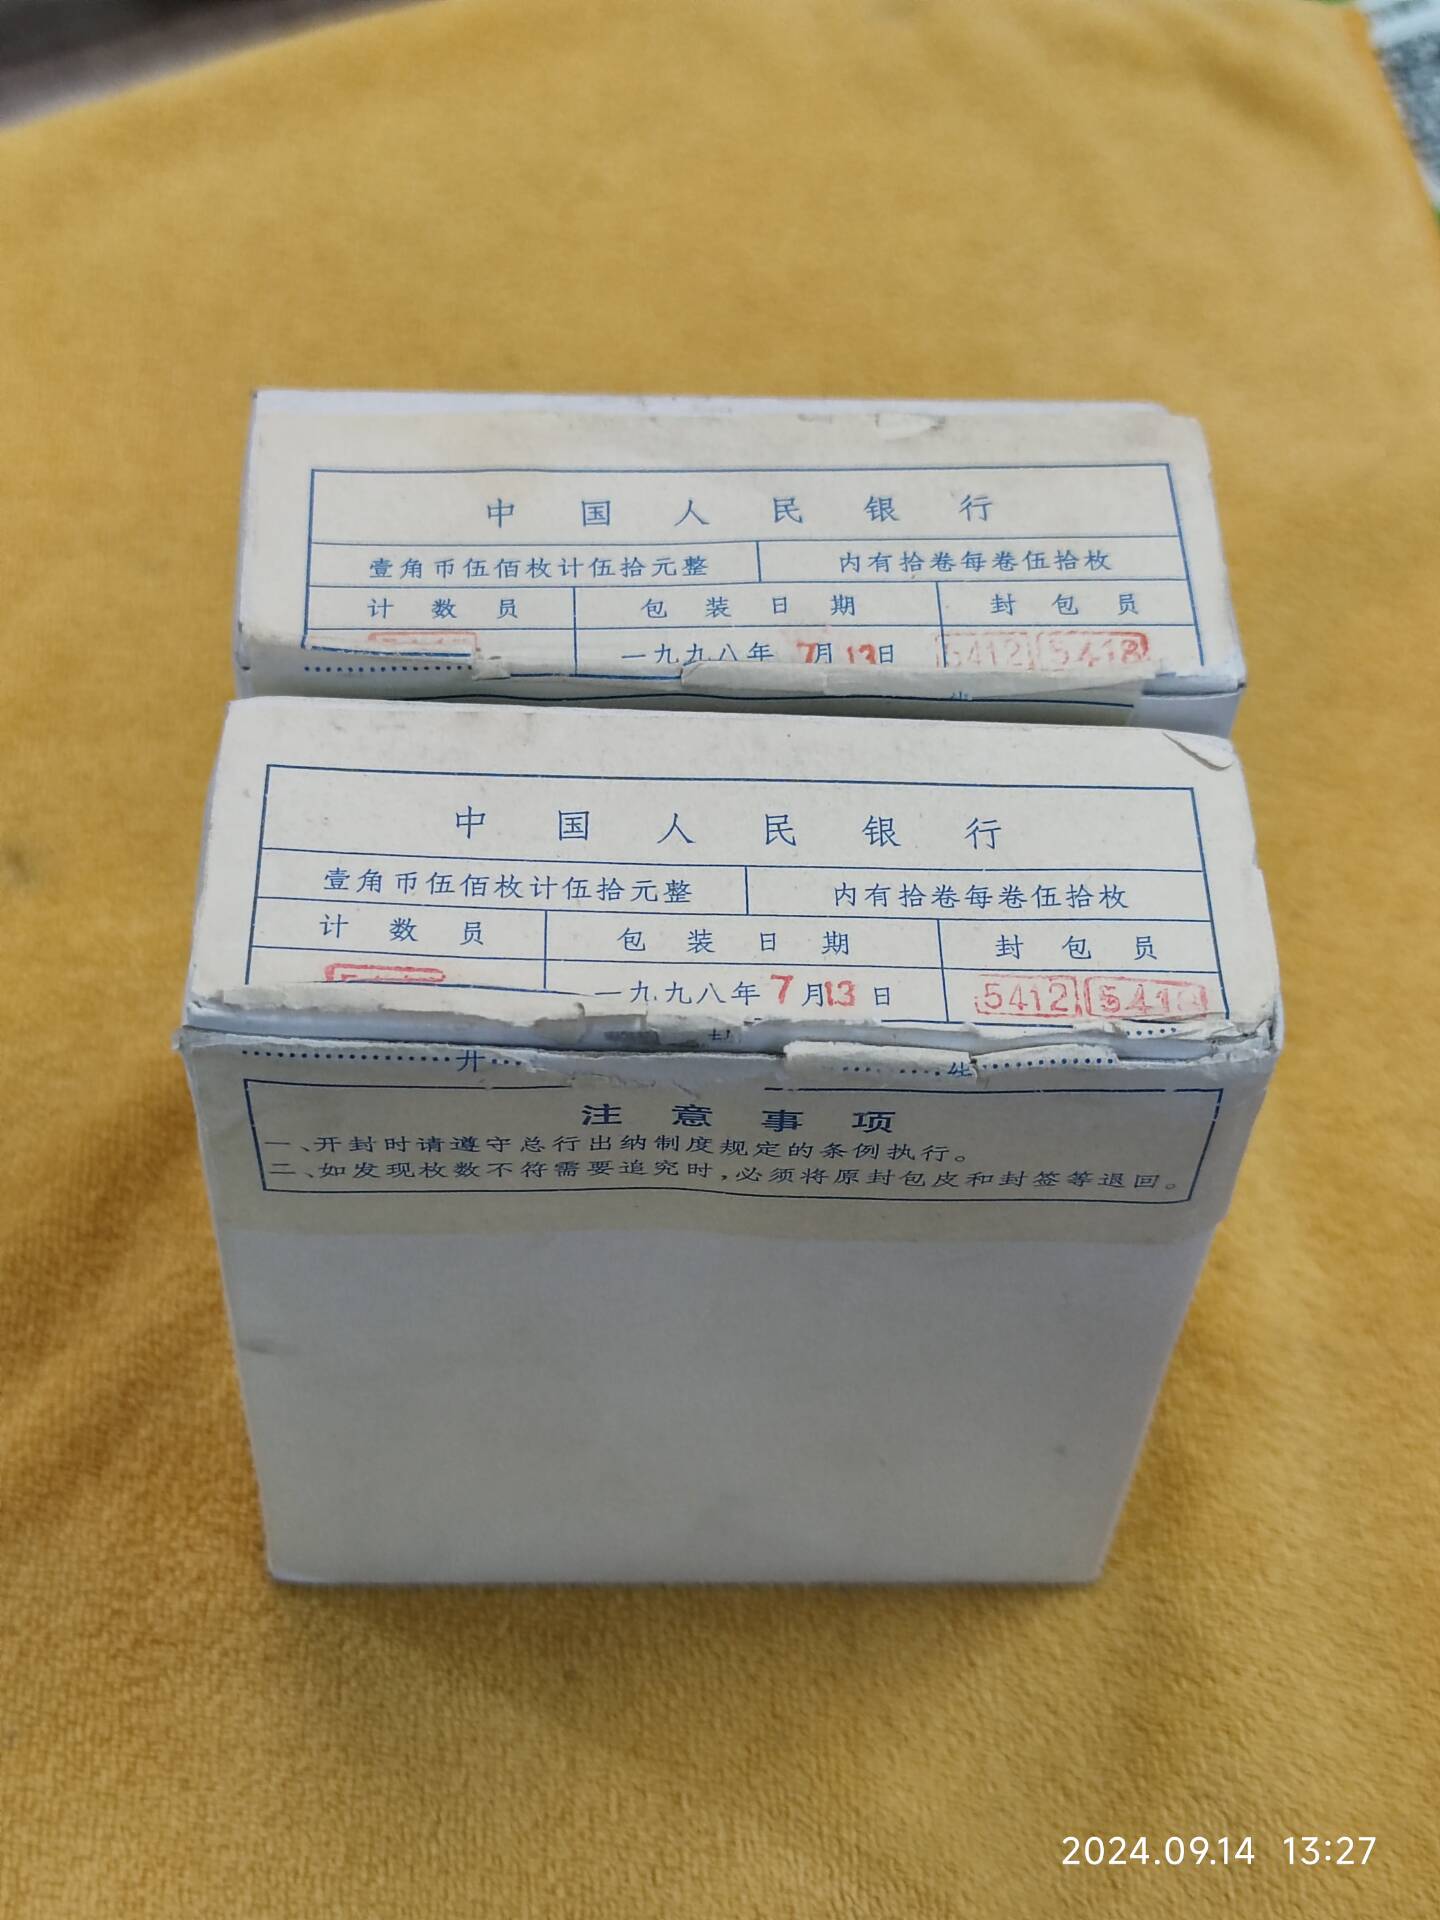 中国人民银行
壹角币伍佰枚计伍拾元整 内有拾卷每卷伍拾枚
计数员 包装日期 封包员
一九九八年7月13日 5412 5418
中国人民银行
壹角币伍佰枚计伍拾元整 内有拾卷每卷伍拾枚
计数员 包装日期 封包员
一九九八年7月13日 5412
开
注意事项
一、开封时请遵守总行出纳制度规定的条例执行。
二、如发现枚数不符需要追究时,必须将原封包皮和封签等退回。
2024.09.14 13:27